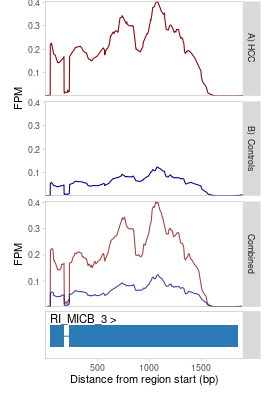 0.4
0.3
0.2
0.1
FPM
A) HCC
0.4
0.3
0.2
0.1
B) Controls
0.4
0.3
0.2
0.1
FPM
Combined
RI_MICB_3 >
500
1000
1500
Distance from region start (bp)